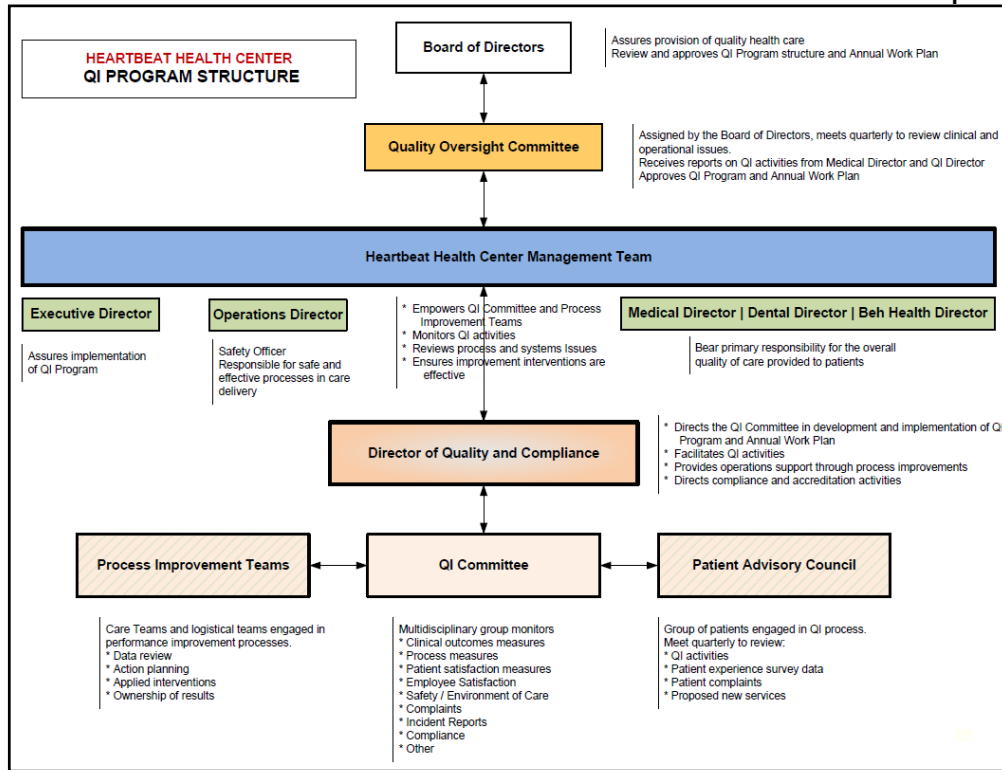 HEARTBEAT HEALTH CENTER
QI PROGRAM STRUCTURE
Board of Directors
Assures provision of quality health care
Review and approves QI Program structure and Annual Work Plan
Quality Oversight Committee
Assigned by the Board of Directors, meets quarterly to review clinical and
operational issues.
Receives reports on QI activities from Medical Director and QI Director
Approves QI Program and Annual Work Plan
Heartbeat Health Center Management Team
Executive Director
Assures implementation
of QI Program
Operations Director
Safety Officer
Responsible for safe and
effective processes in care
delivery
* Empowers QI Committee and Process
Improvement Teams
* Monitors QI activities
* Reviews process and systems Issues
* Ensures improvement interventions are
effective
Medical Director | Dental Director | Beh Health Director
Bear primary responsibility for the overall
quality of care provided to patients
Director of Quality and Compliance
* Directs the QI Committee in development and implementation of QI
Program and Annual Work Plan
* Facilitates QI activities
* Provides operations support through process improvements
* Directs compliance and accreditation activities
Process Improvement Teams
QI Committee
Patient Advisory Council
Care Teams and logistical teams engaged in
performance improvement processes.
* Data review
* Action planning
* Applied interventions
* Ownership of results
Multidisciplinary group monitors
* Clinical outcomes measures
* Process measures
* Patient satisfaction measures
* Employee Satisfaction
* Safety / Environment of Care
* Complaints
* Incident Reports
* Compliance
* Other
Group of patients engaged in QI process.
Meet quarterly to review:
* QI activities
* Patient experience survey data
* Patient complaints
* Proposed new services